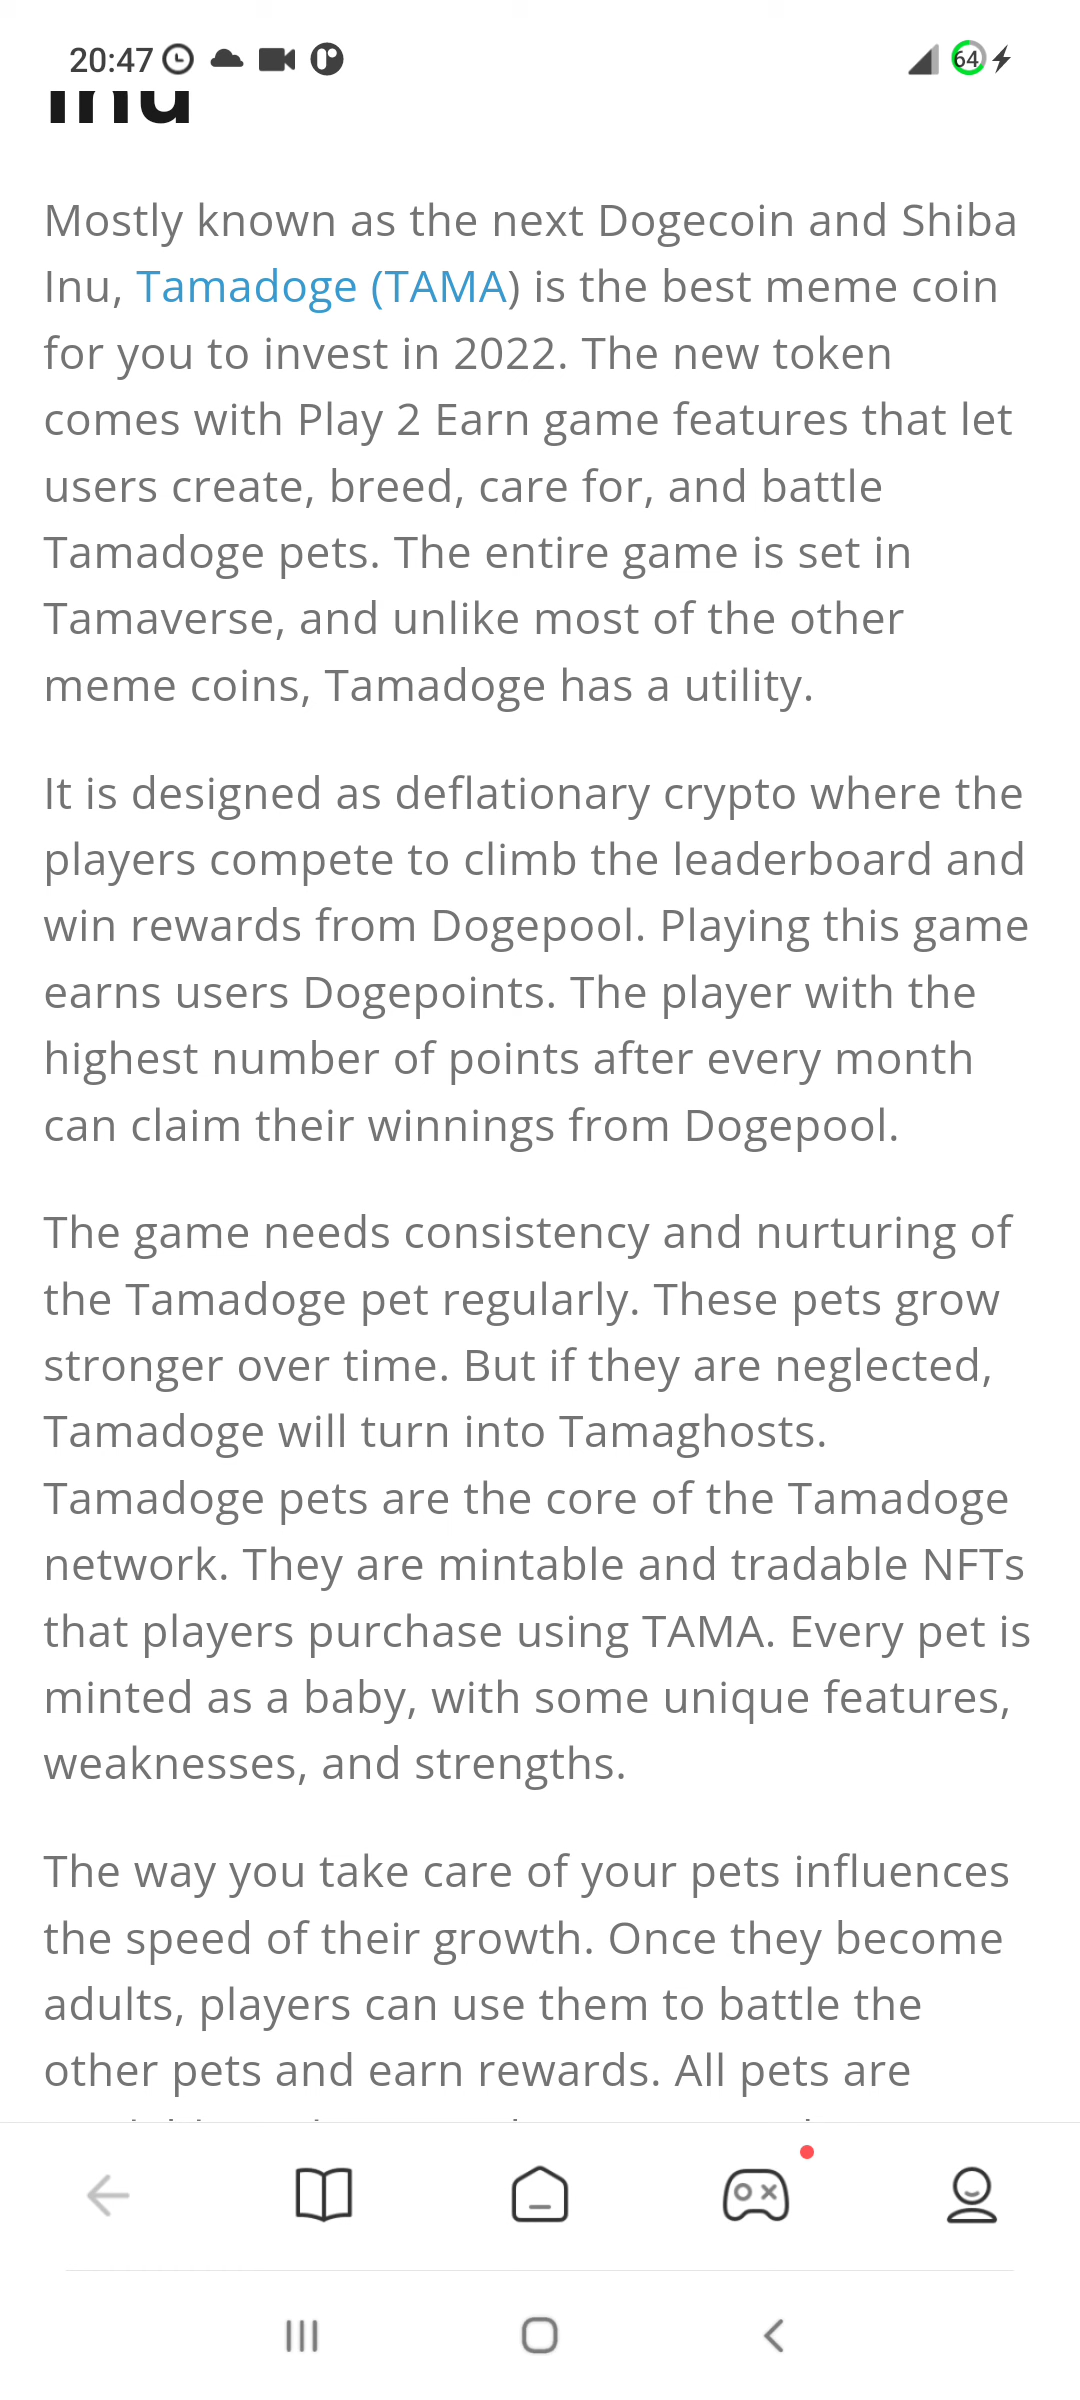 20:47
64
Inu
Mostly known as the next Dogecoin and Shiba
Inu, Tamadoge (TAMA) is the best meme coin
for you to invest in 2022. The new token
comes with Play 2 Earn game features that let
users create, breed, care for, and battle
Tamadoge pets. The entire game is set in
Tamaverse, and unlike most of the other
meme coins, Tamadoge has a utility.
It is designed as deflationary crypto where the
players compete to climb the leaderboard and
win rewards from Dogepool. Playing this game
earns users Dogepoints. The player with the
highest number of points after every month
can claim their winnings from Dogepool.
The game needs consistency and nurturing of
the Tamadoge pet regularly. These pets grow
stronger over time. But if they are neglected,
Tamadoge will turn into Tamaghosts.
Tamadoge pets are the core of the Tamadoge
network. They are mintable and tradable NFTs
that players purchase using TAMA. Every pet is
minted as a baby, with some unique features,
weaknesses, and strengths.
The way you take care of your pets influences
the speed of their growth. Once they become
adults, players can use them to battle the
other pets and earn rewards. All pets are